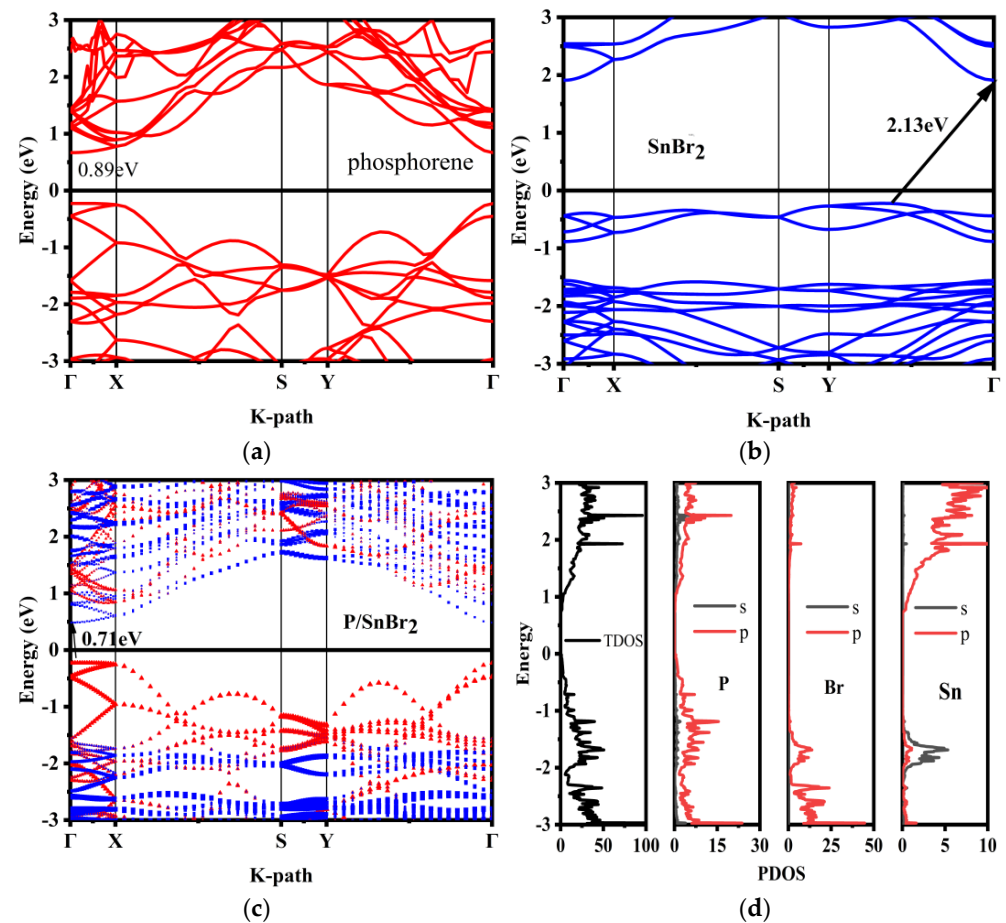 3
2
1
0
-1
-2
-3
Energy (eV)
0.89eV
phosphorene
Γ
X
S
Y
Γ
K-path
(a)
3
2
1
0
-1
-2
-3
Energy (eV)
SnBr2
2.13eV
Γ
X
S
Y
Γ
K-path
(b)
3
2
1
0
-1
-2
-3
Energy (eV)
0.71eV
P/SnBr2
Γ
X
S
Y
Γ
K-path
(c)
3
2
1
0
-1
-2
-3
Energy
TDOS
0 50 100
s
p
P
0 15 30
s
p
Br
0 25 50
s
p
Sn
0 5 10
PDOS
(d)